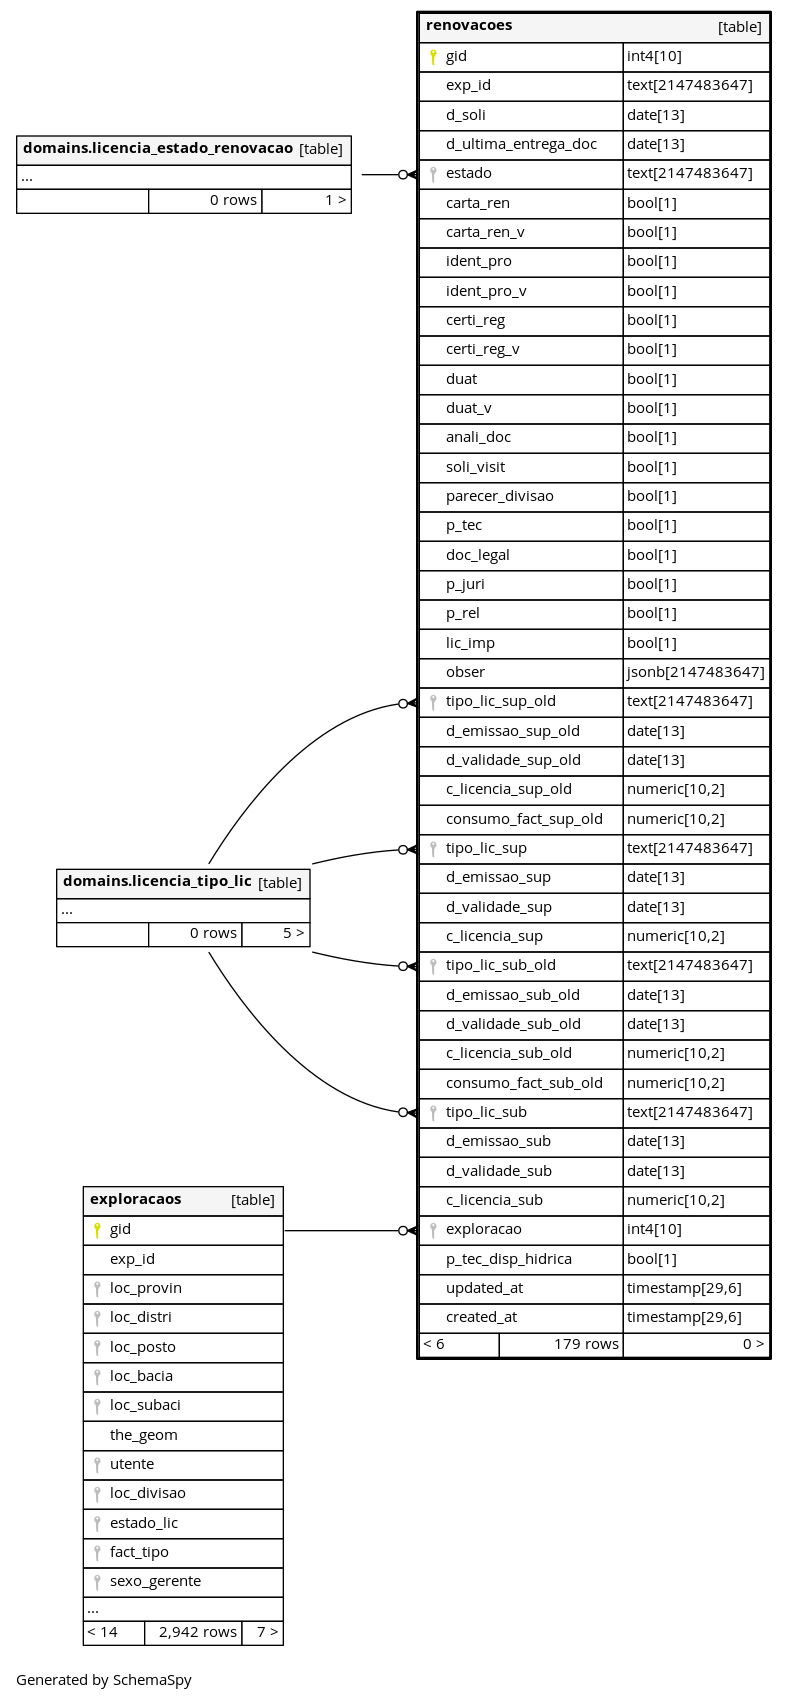 renovacoes [table]
gid int4[10]
exp_id text[2147483647]
d_soli date[13]
d_ultima_entrega_doc date[13]
estado text[2147483647]
carta_ren bool[1]
carta_ren_v bool[1]
ident_pro bool[1]
ident_pro_v bool[1]
certi_reg bool[1]
certi_reg_v bool[1]
duat bool[1]
duat_v bool[1]
anali_doc bool[1]
soli_visit bool[1]
parecer_divisao bool[1]
p_tec bool[1]
doc_legal bool[1]
p_juri bool[1]
p_rel bool[1]
lic_imp bool[1]
obser jsonb[2147483647]
tipo_lic_sup_old text[2147483647]
d_emissao_sup_old date[13]
d_validade_sup_old date[13]
c_licencia_sup_old numeric[10,2]
consumo_fact_sup_old numeric[10,2]
tipo_lic_sup text[2147483647]
d_emissao_sup date[13]
d_validade_sup date[13]
c_licencia_sup numeric[10,2]
tipo_lic_sub_old text[2147483647]
d_emissao_sub_old date[13]
d_validade_sub_old date[13]
c_licencia_sub_old numeric[10,2]
consumo_fact_sub_old numeric[10,2]
tipo_lic_sub text[2147483647]
d_emissao_sub date[13]
d_validade_sub date[13]
c_licencia_sub numeric[10,2]
exploracao int4[10]
p_tec_disp_hidrica bool[1]
updated_at timestamp[29,6]
created_at timestamp[29,6]
< 6 179 rows 0 >
domains.licencia_estado_renovacao [table]
...
0 rows 1 >
domains.licencia_tipo_lic [table]
...
0 rows 5 >
exploracaos [table]
gid
exp_id
loc_provin
loc_distri
loc_posto
loc_bacia
loc_subaci
the_geom
utente
loc_divisao
estado_lic
fact_tipo
sexo_gerente
...
< 14 2,942 rows 7 >
Generated by SchemaSpy